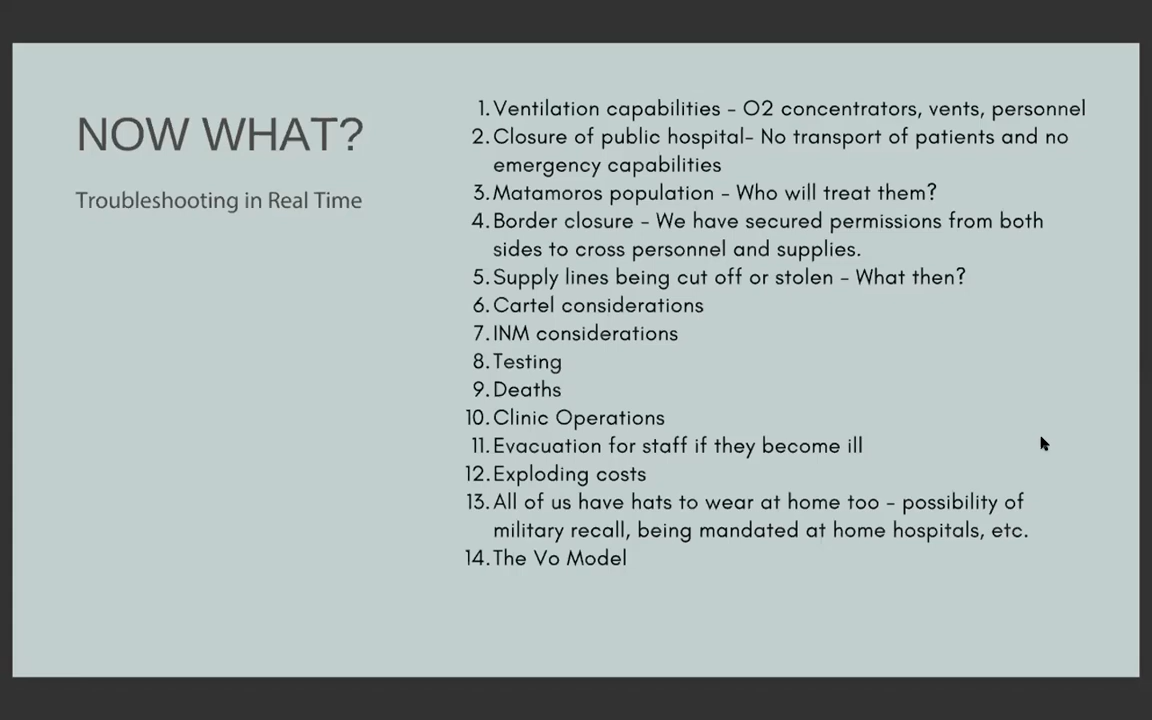 NOW WHAT?
Troubleshooting in Real Time
1. Ventilation capabilities - O2 concentrators, vents, personnel
2. Closure of public hospital- No transport of patients and no
emergency capabilities
3. Matamoros population - Who will treat them?
4. Border closure - We have secured permissions from both
sides to cross personnel and supplies.
5. Supply lines being cut off or stolen - What then?
6. Cartel considerations
7. INM considerations
8. Testing
9. Deaths
10. Clinic Operations
11. Evacuation for staff if they become ill
12. Exploding costs
13. All of us have hats to wear at home too - possibility of
military recall, being mandated at home hospitals, etc.
14. The Vo Model